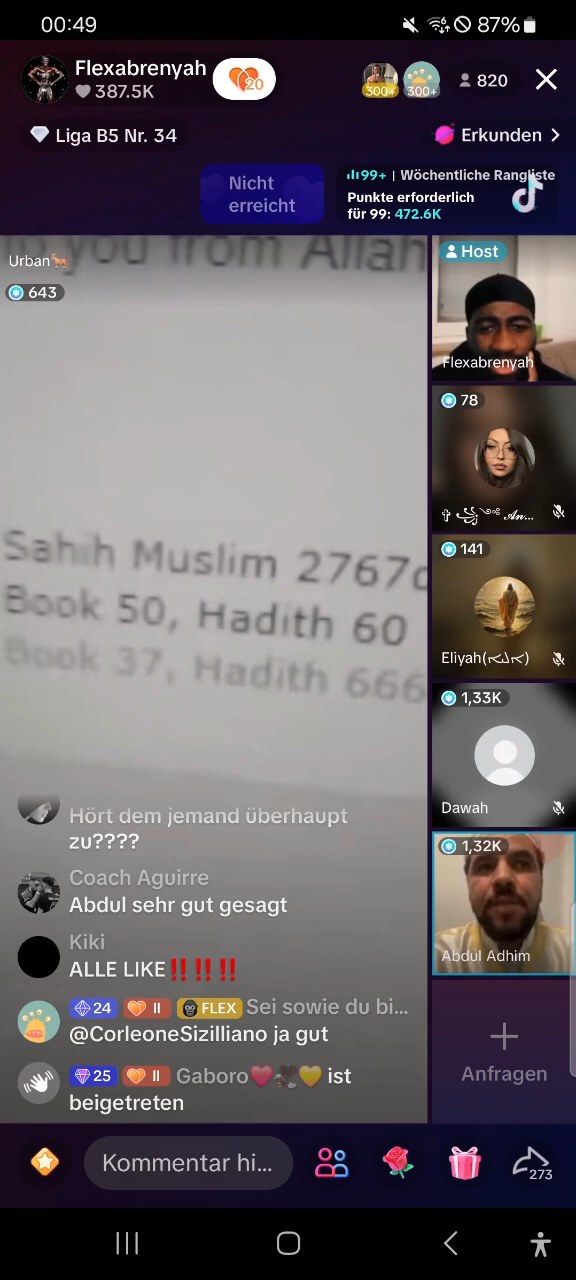 00:49
87%
Flexabrenyah
387.5K
20
300+
300+
820
Liga B5 Nr. 34
Erkunden
Nicht
erreicht
99+ | Wöchentliche Rangliste
Punkte erforderlich
für 99: 472.6K
you from Allah
Urban
643
Host
Flexabrenyah
78
141
Eliyah
1,33K
Dawah
1,32K
Abdul Adhim
Sahih Muslim 2767
Book 50, Hadith 60
Book 37, Hadith 666
Hört dem jemand überhaupt
zu????
Coach Aguirre
Abdul sehr gut gesagt
Kiki
ALLE LIKE‼️‼️‼️
24 II FLEX Sei sowie du bi...
@CorleoneSizilliano ja gut
25 II Gaboro ist
beigetreten
Anfragen
Kommentar hi...
273